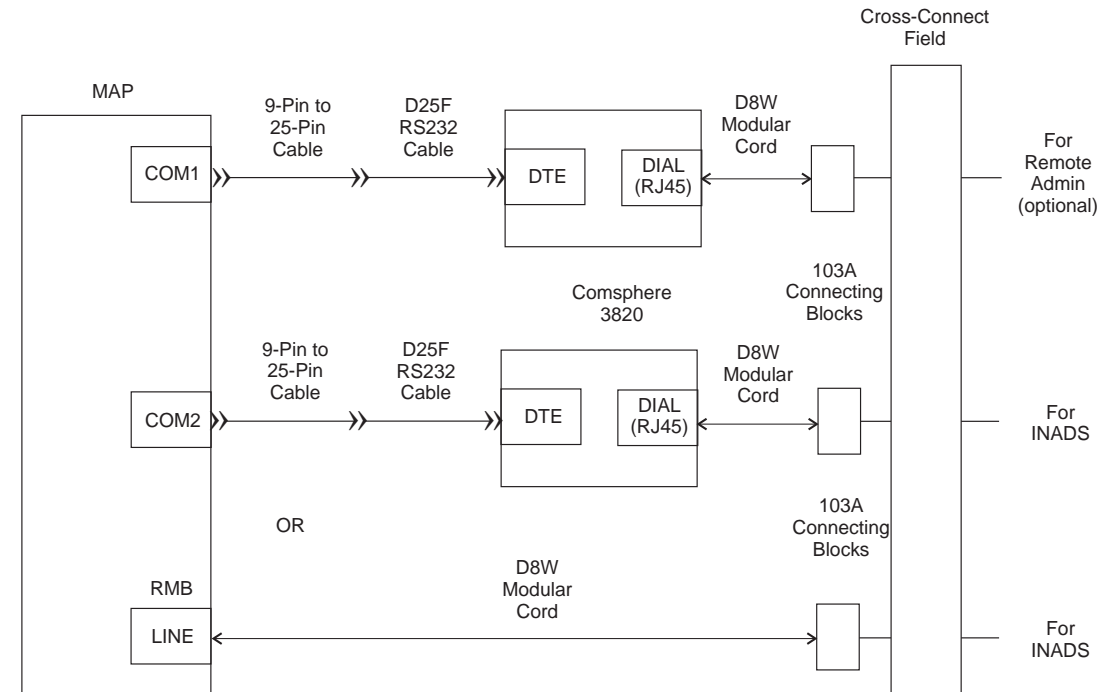 Cross-Connect
Field
MAP
9-Pin to
25-Pin
Cable
D25F
RS232
Cable
D8W
Modular
Cord
COM1
DTE
DIAL
(RJ45)
For
Remote
Admin
(optional)
Comsphere
3820
103A
Connecting
Blocks
9-Pin to
25-Pin
Cable
D25F
RS232
Cable
D8W
Modular
Cord
COM2
DTE
DIAL
(RJ45)
For
INADS
OR
103A
Connecting
Blocks
RMB
D8W
Modular
Cord
LINE
For
INADS